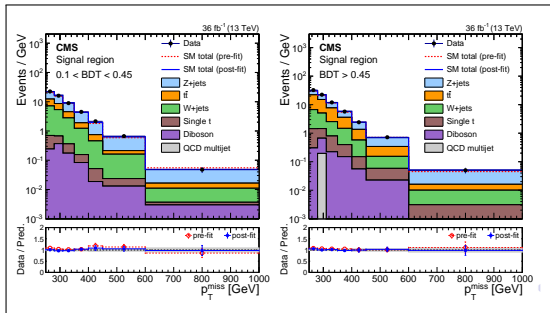 36 fb⁻¹ (13 TeV)
Events / GeV
10³
10²
10
1
10⁻¹
10⁻²
10⁻³
CMS
Signal region
0.1 < BDT < 0.45
Data
SM total (pre-fit)
SM total (post-fit)
Z+jets
tt̄
W+jets
Single t
Diboson
QCD multijet
Data / Pred.
2
1.5
1
0.5
0
pre-fit
post-fit
300 400 500 600 700 800 900 1000
p_T^miss [GeV]
36 fb⁻¹ (13 TeV)
Events / GeV
10³
10²
10
1
10⁻¹
10⁻²
10⁻³
CMS
Signal region
BDT > 0.45
Data
SM total (pre-fit)
SM total (post-fit)
Z+jets
tt̄
W+jets
Single t
Diboson
QCD multijet
Data / Pred.
2
1.5
1
0.5
0
pre-fit
post-fit
300 400 500 600 700 800 900 1000
p_T^miss [GeV]